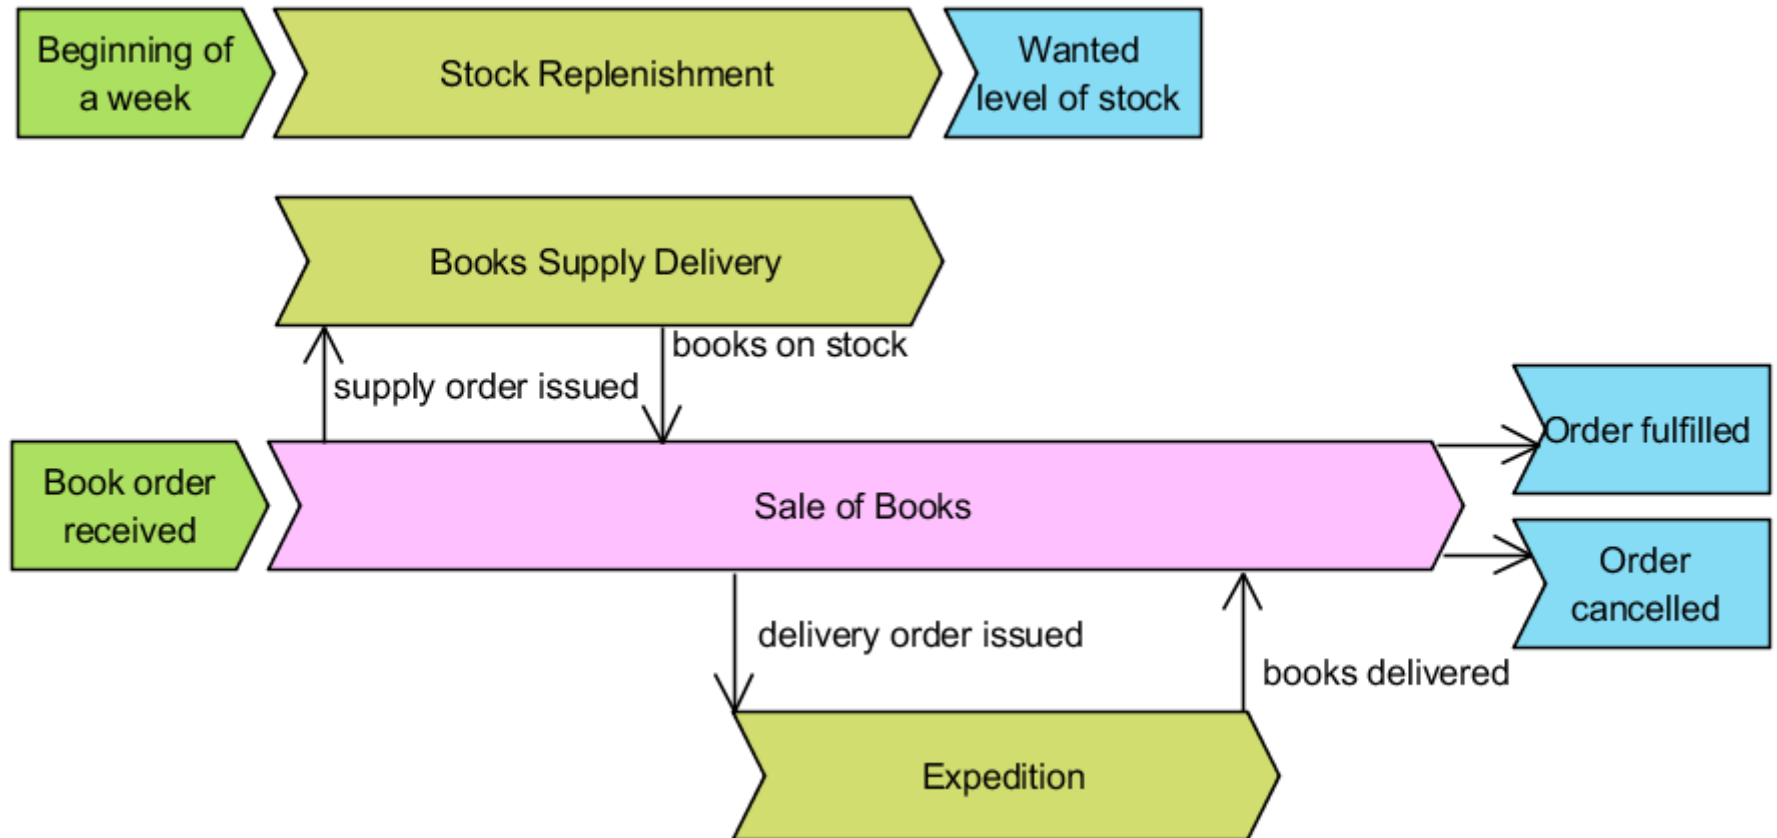 Beginning of
a week
Stock Replenishment
Wanted
level of stock
Books Supply Delivery
books on stock
supply order issued
Order fulfilled
Book order
received
Sale of Books
Order
cancelled
delivery order issued
books delivered
Expedition